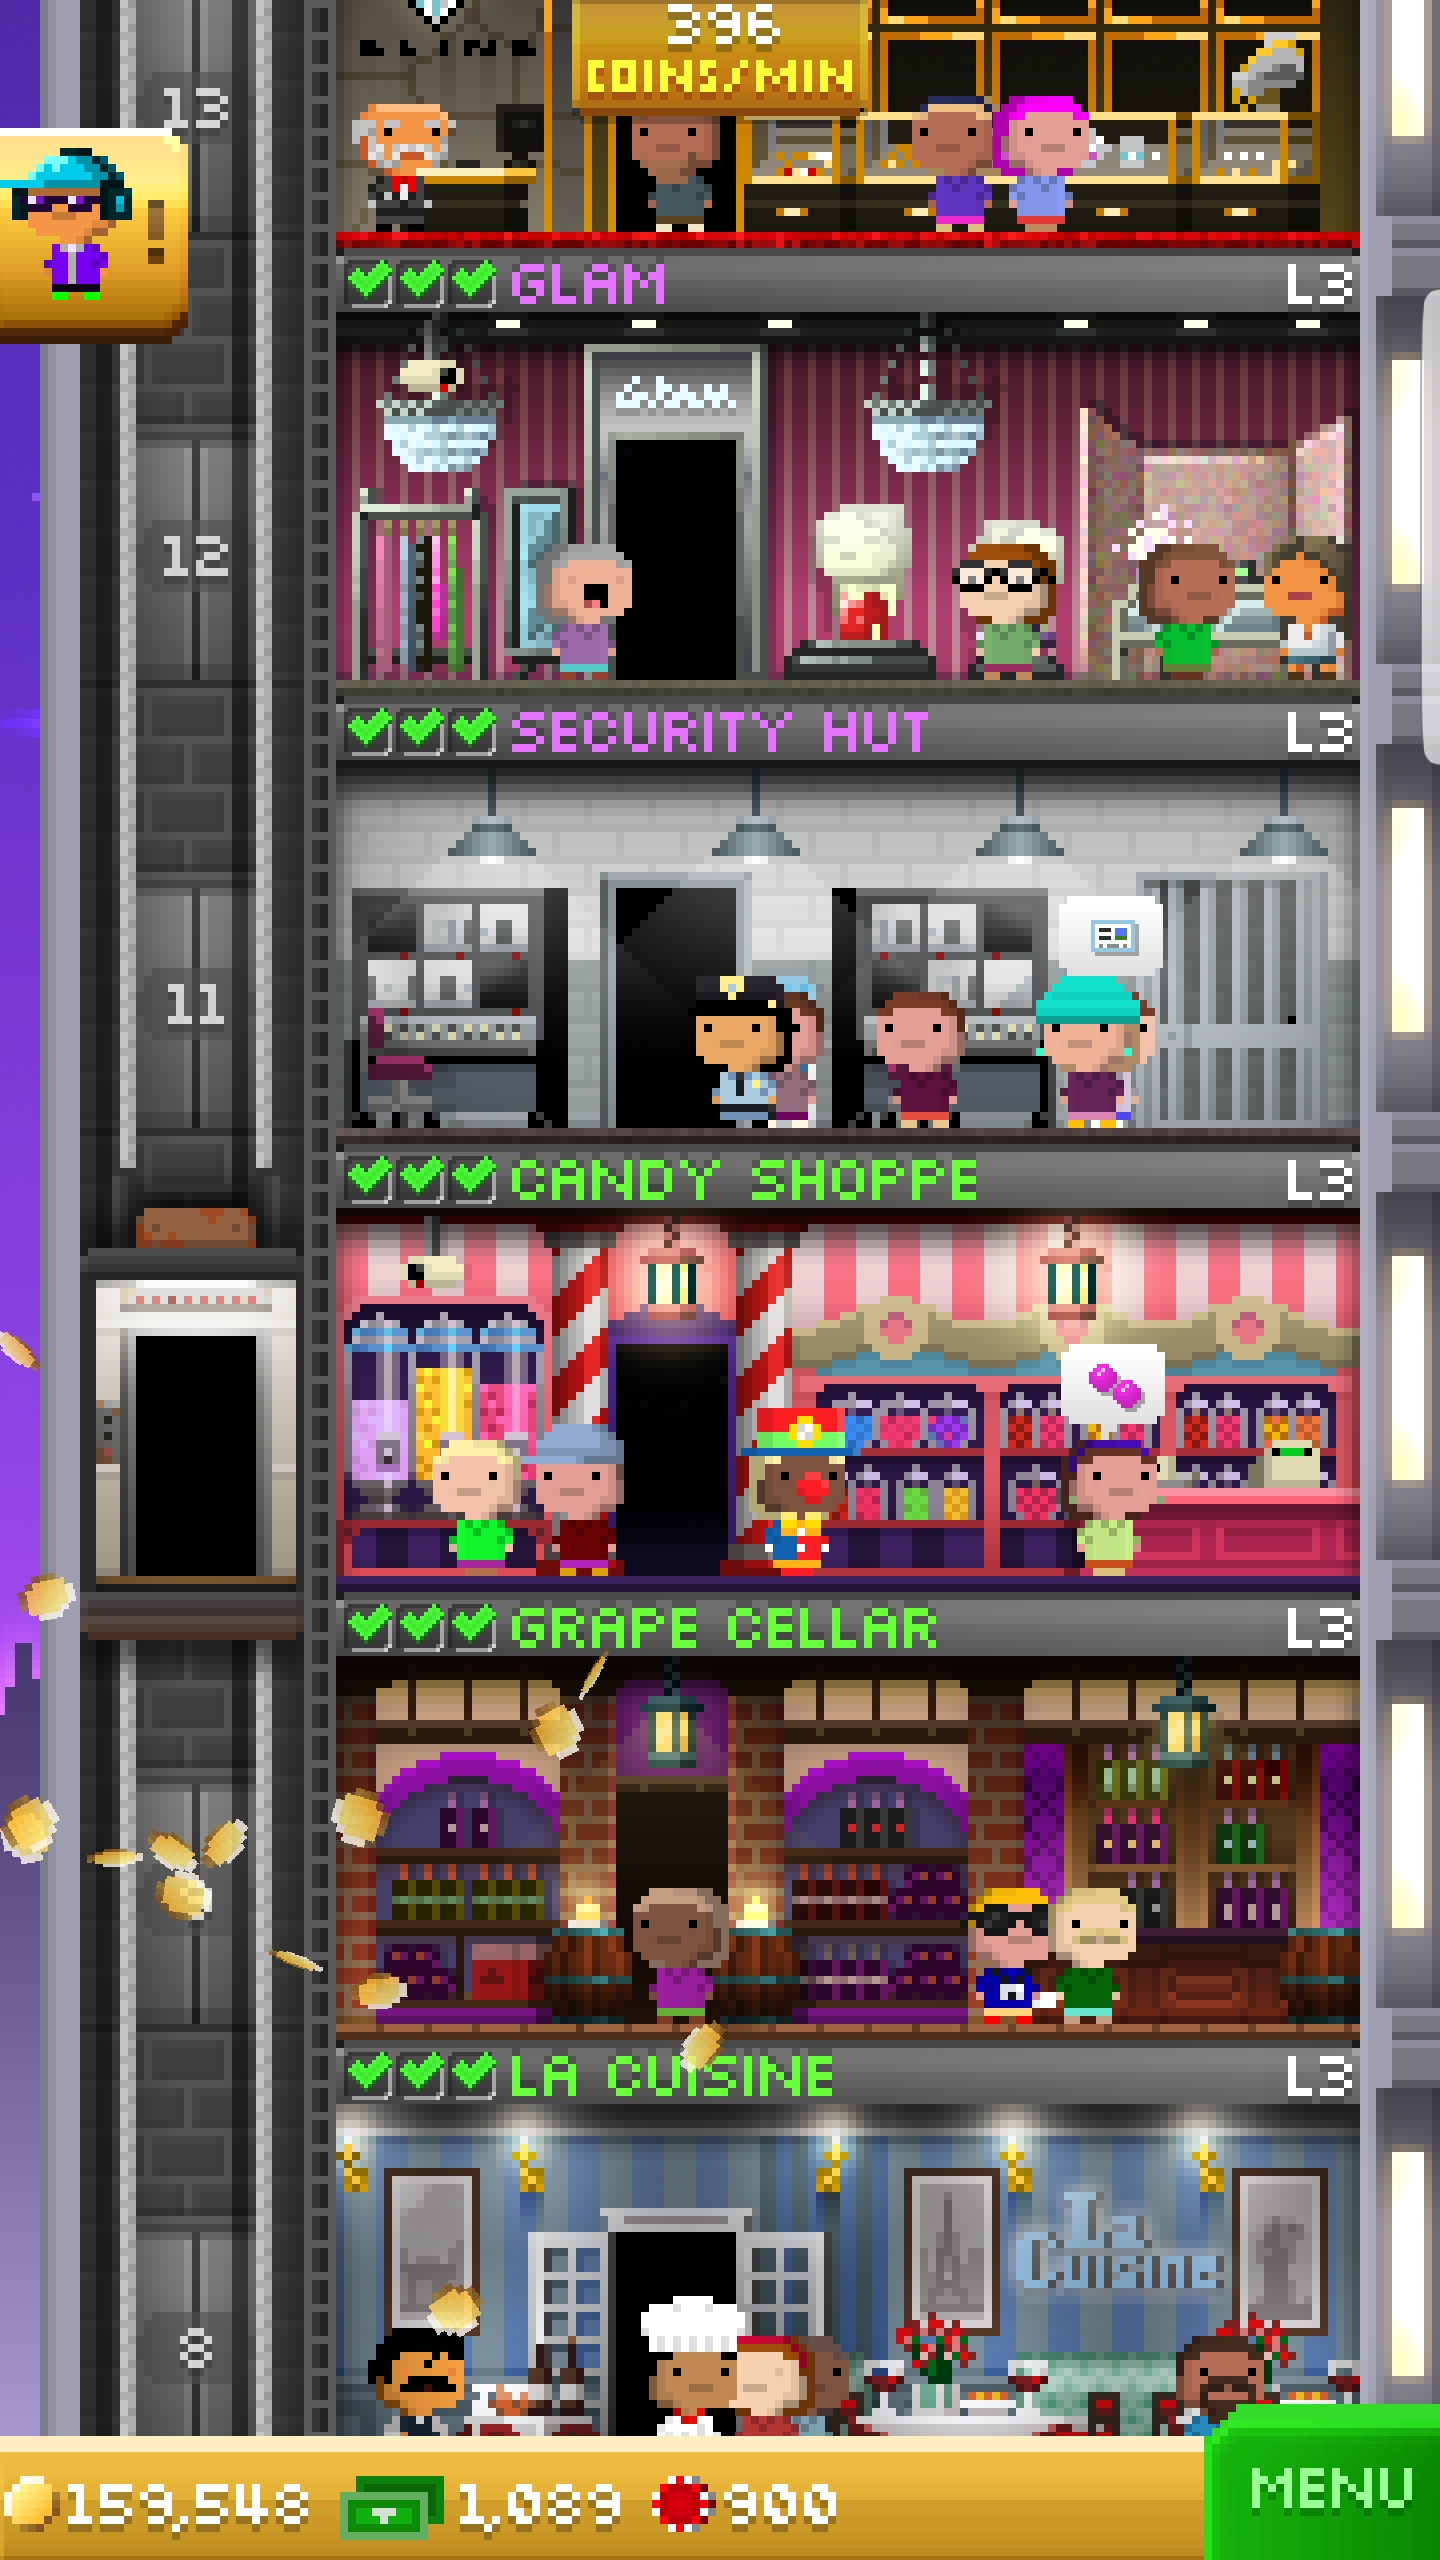 BLING
396
COINS/MIN
13
GLAM L3
Glam
12
SECURITY HUT L3
11
CANDY SHOPPE L3
GRAPE CELLAR L3
LA CUISINE L3
La
Cuisine
8
159,548 1,089 900
MENU